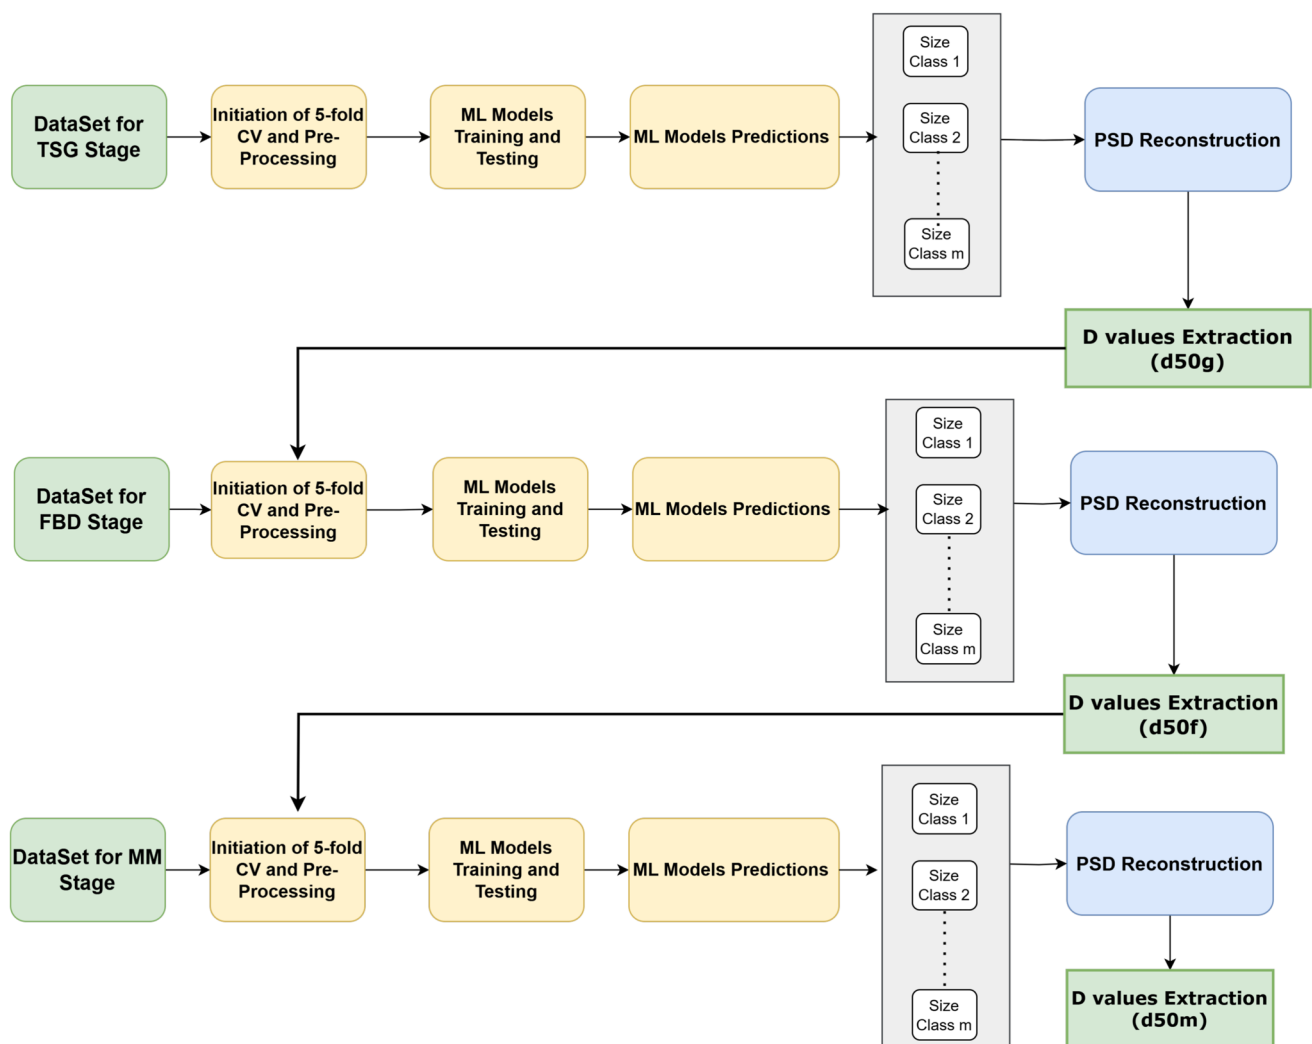 DataSet for
TSG Stage
Initiation of 5-fold
CV and Pre-
Processing
ML Models
Training and
Testing
ML Models Predictions
Size
Class 1
Size
Class 2
Size
Class m
PSD Reconstruction
D values Extraction
(d50g)
DataSet for
FBD Stage
Initiation of 5-fold
CV and Pre-
Processing
ML Models
Training and
Testing
ML Models Predictions
Size
Class 1
Size
Class 2
Size
Class m
PSD Reconstruction
D values Extraction
(d50f)
DataSet for MM
Stage
Initiation of 5-fold
CV and Pre-
Processing
ML Models
Training and
Testing
ML Models Predictions
Size
Class 1
Size
Class 2
Size
Class m
PSD Reconstruction
D values Extraction
(d50m)